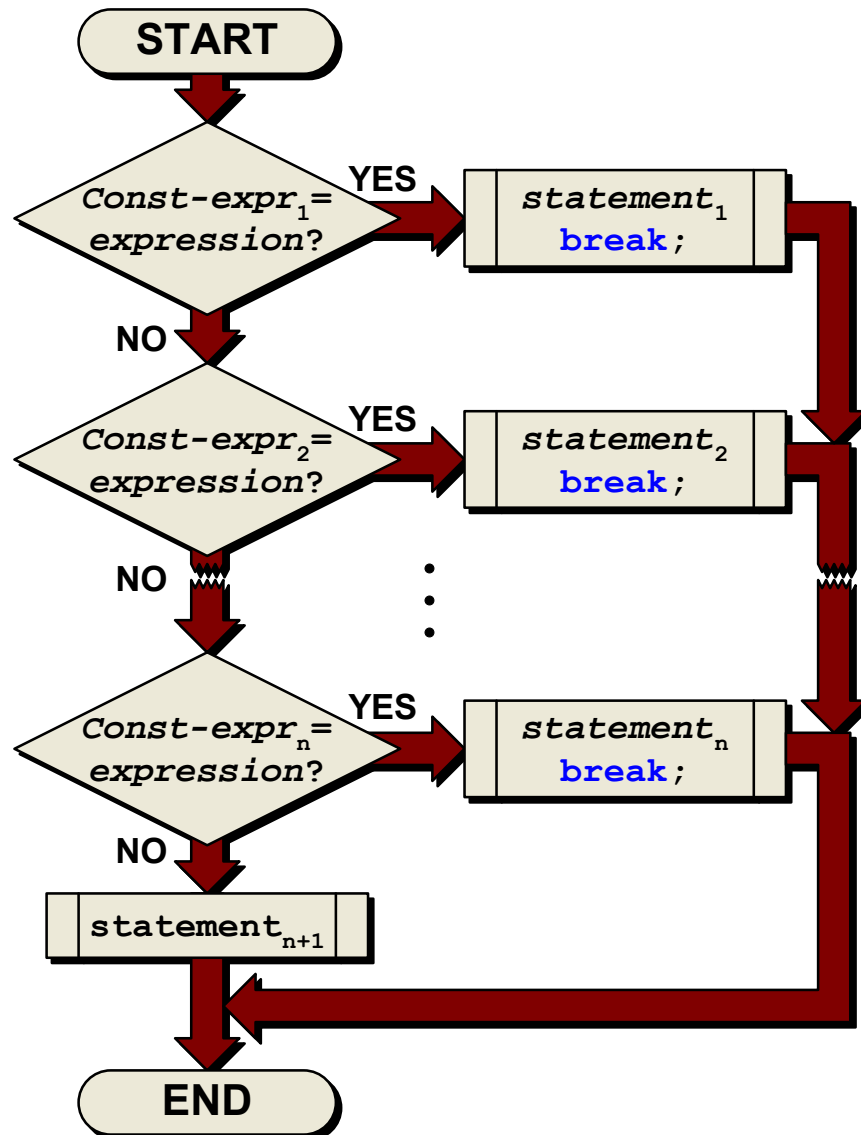 START
Const-expr₁=
expression?
YES
statement₁
break;
NO
Const-expr₂=
expression?
YES
statement₂
break;
NO
Const-exprₙ=
expression?
YES
statementₙ
break;
NO
statementₙ₊₁
END